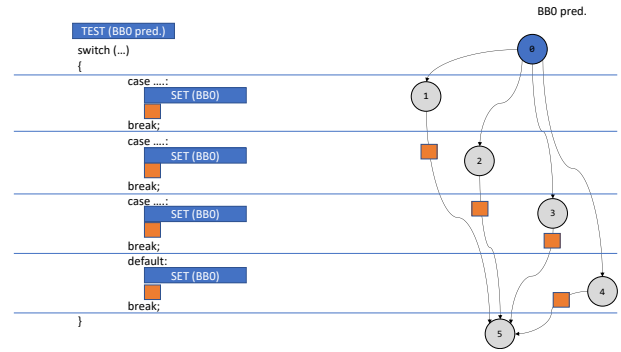 BB0 pred.
TEST (BB0 pred.)
switch (…)
{
case ….:
SET (BB0)
break;
case ….:
SET (BB0)
break;
case ….:
SET (BB0)
break;
default:
SET (BB0)
break;
}
0
1
2
3
4
5